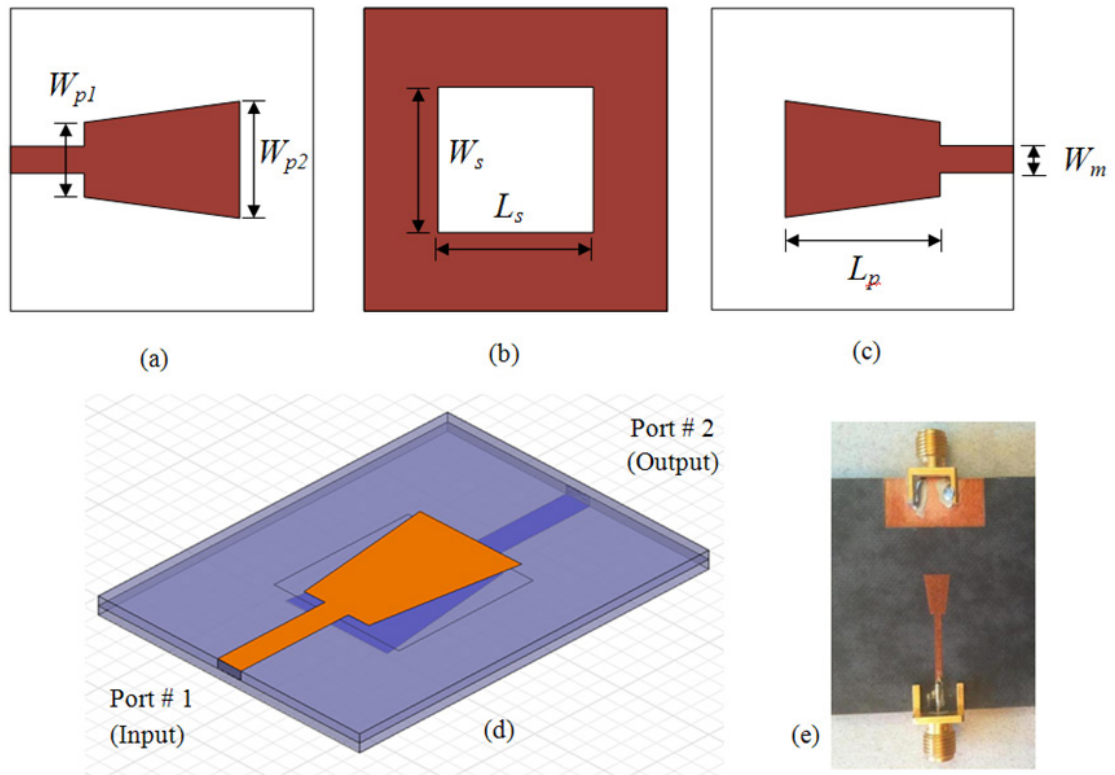 W_{p1}
W_{p2}
W_s
L_s
W_m
L_p
(a)
(b)
(c)
Port # 2
(Output)
Port # 1
(Input)
(d)
(e)